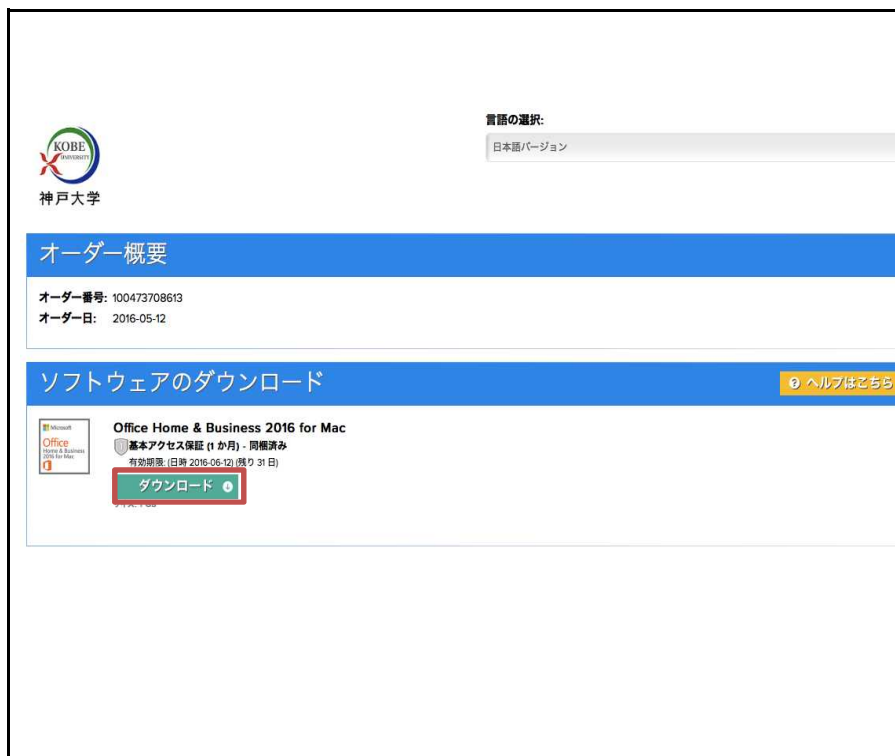 言語の選択:
日本語バージョン
KOBE
UNIVERSITY
神戸大学
オーダー概要
オーダー番号: 100473708613
オーダー日: 2016-05-12
ソフトウェアのダウンロード
ヘルプはこちら
Microsoft
Office
Home & Business
2016 for Mac
Office Home & Business 2016 for Mac
基本アクセス保証 (1 か月) - 同梱済み
有効期限: (日時 2016-06-12) (残り 31 日)
ダウンロード